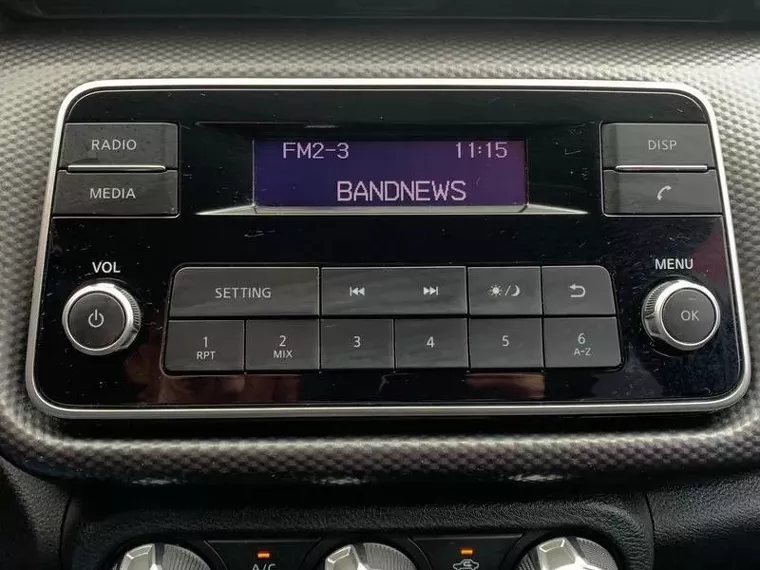 RADIO
MEDIA
FM2-3 11:15
BANDNEWS
DISP
VOL
MENU
SETTING
OK
1 2 3 4 5 6
RPT MIX A-Z
A/C